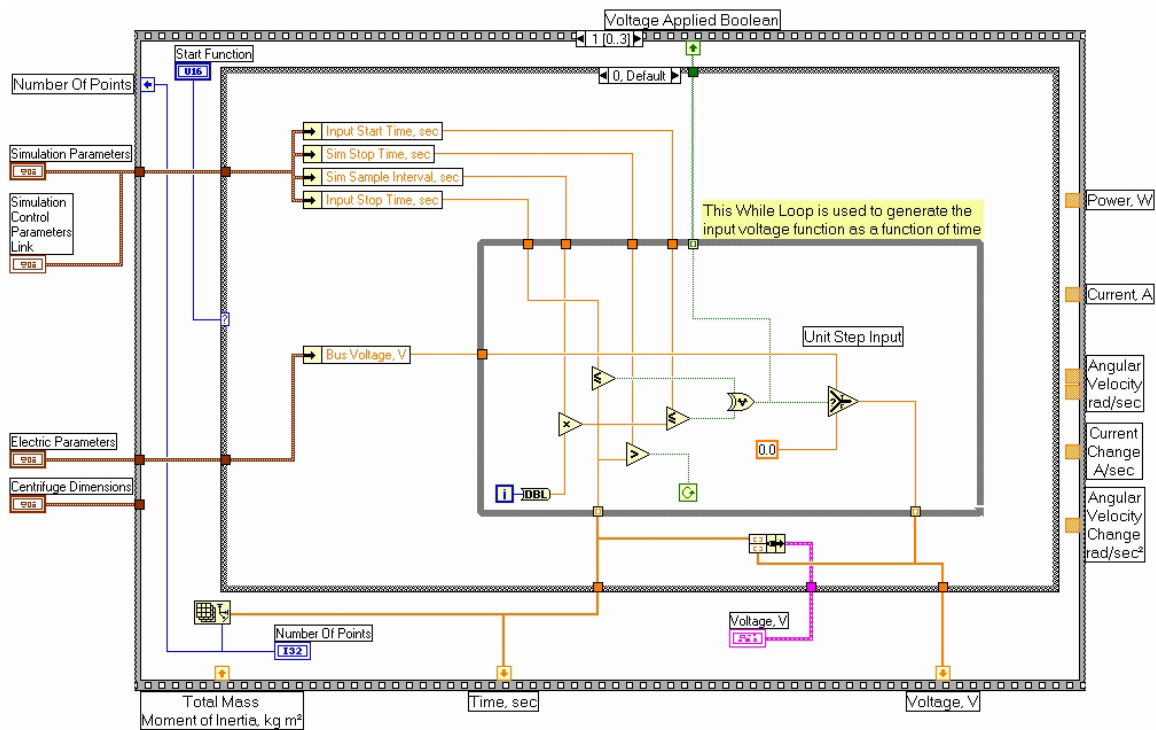 Voltage Applied Boolean
1 [0..3]
Start Function
U16
0, Default
Number Of Points
Input Start Time, sec
Simulation Parameters
Sim Stop Time, sec
Sim Sample Interval, sec
Input Stop Time, sec
Simulation
Control
Parameters
Link
Power, W
This While Loop is used to generate the
input voltage function as a function of time
Current, A
?
Unit Step Input
Bus Voltage, V
Angular
Velocity
rad/sec
≤
≤
?
×
>
0.0
Electric Parameters
Current
Change
A/sec
Centrifuge Dimensions
i
DBL
Angular
Velocity
Change
rad/sec²
Number Of Points
I32
Voltage, V
Total Mass
Moment of Inertia, kg m²
Time, sec
Voltage, V